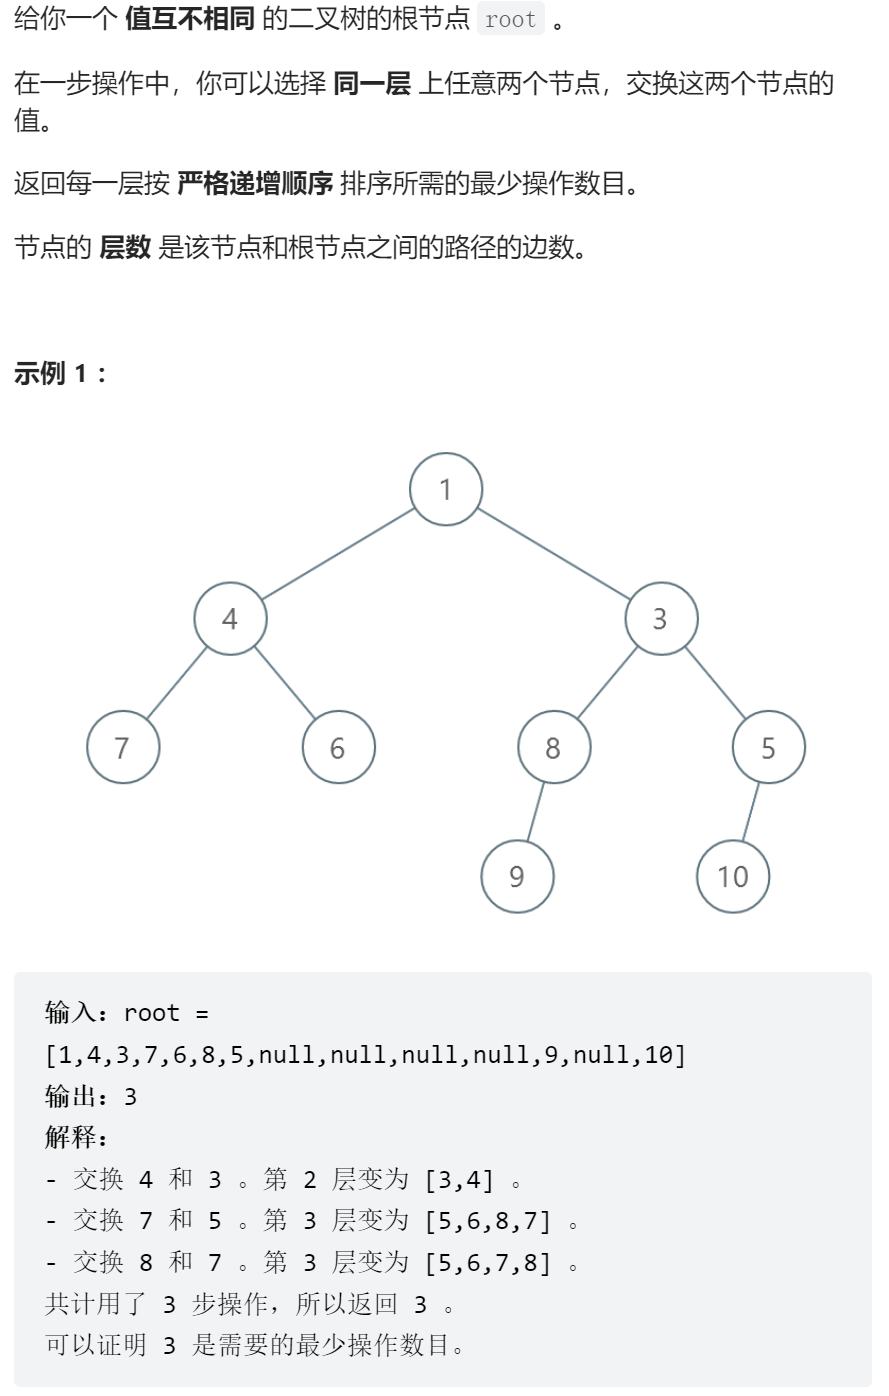 给你一个 值互不相同 的二叉树的根节点 root 。
在一步操作中，你可以选择 同一层 上任意两个节点，交换这两个节点的
值。
返回每一层按 严格递增顺序 排序所需的最少操作数目。
节点的 层数 是该节点和根节点之间的路径的边数。
示例 1 ：
1
4 3
7 6 8 5
9 10
输入：root =
[1,4,3,7,6,8,5,null,null,null,null,9,null,10]
输出：3
解释：
- 交换 4 和 3 。第 2 层变为 [3,4] 。
- 交换 7 和 5 。第 3 层变为 [5,6,8,7] 。
- 交换 8 和 7 。第 3 层变为 [5,6,7,8] 。
共计用了 3 步操作，所以返回 3 。
可以证明 3 是需要的最少操作数目。